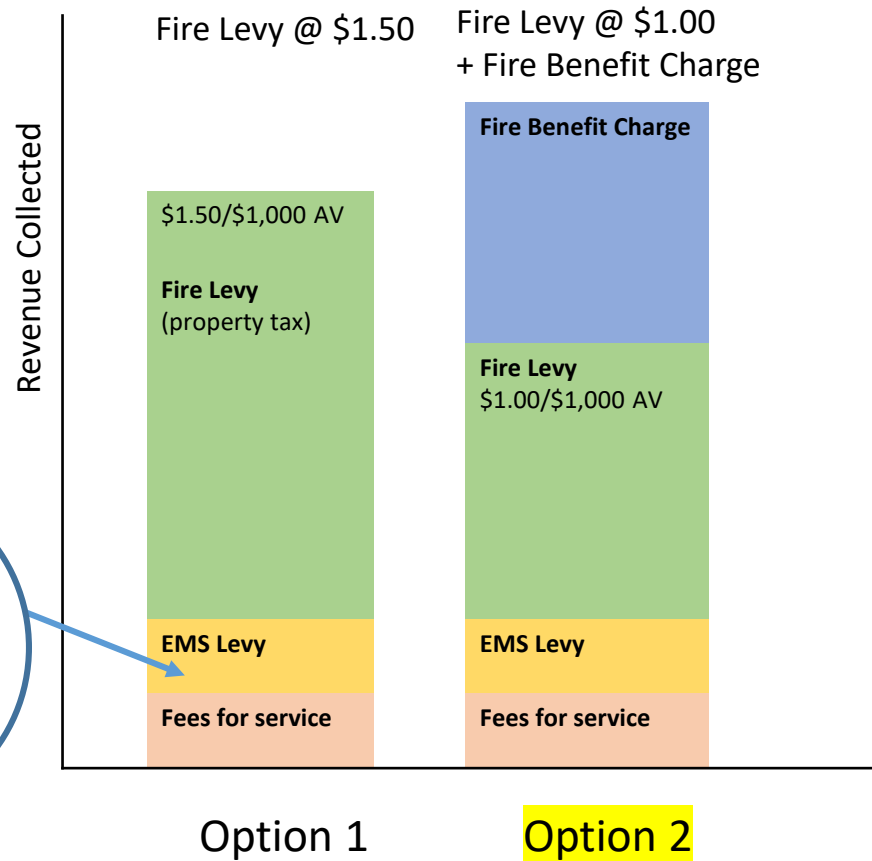 Fire Levy @ $1.50
Fire Levy @ $1.00
+ Fire Benefit Charge
Revenue Collected
$1.50/$1,000 AV
Fire Levy
(property tax)
EMS Levy
Fees for service
Fire Benefit Charge
Fire Levy
$1.00/$1,000 AV
EMS Levy
Fees for service
Option 1
Option 2